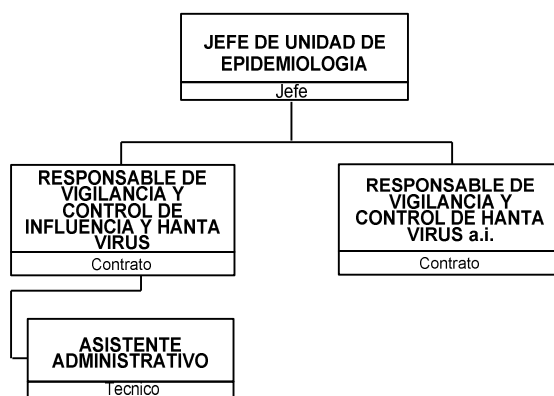 JEFE DE UNIDAD DE
EPIDEMIOLOGIA
Jefe
RESPONSABLE DE
VIGILANCIA Y
CONTROL DE
INFLUENCIA Y HANTA
VIRUS
Contrato
RESPONSABLE DE
VIGILANCIA Y
CONTROL DE HANTA
VIRUS a.i.
Contrato
ASISTENTE
ADMINISTRATIVO
Tecnico